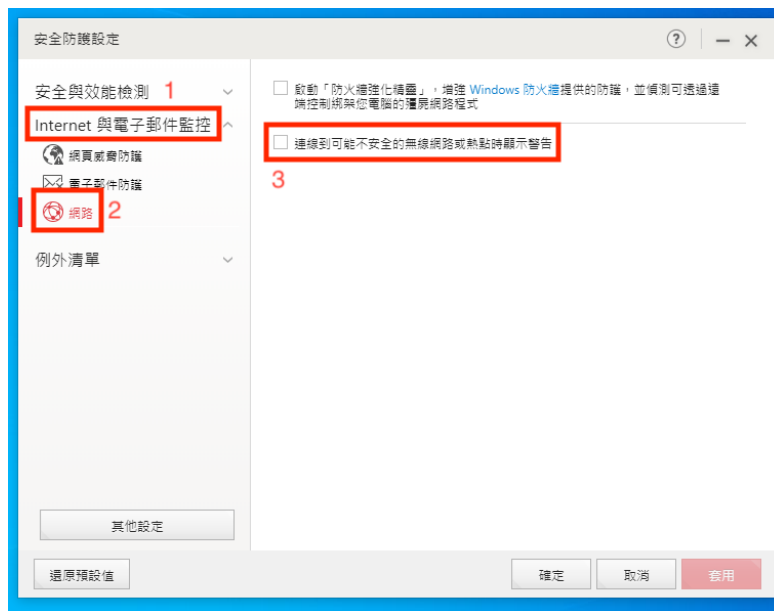 安全防護設定
?
安全與效能檢測 1
Internet 與電子郵件監控
網頁威脅防護
電子郵件防護
網路 2
例外清單
其他設定
啟動「防火牆強化精靈」，增強 Windows 防火牆提供的防護，並偵測可透過遠
端控制綁架您電腦的殭屍網路程式
連線到可能不安全的無線網路或熱點時顯示警告
3
還原預設值
確定
取消
套用